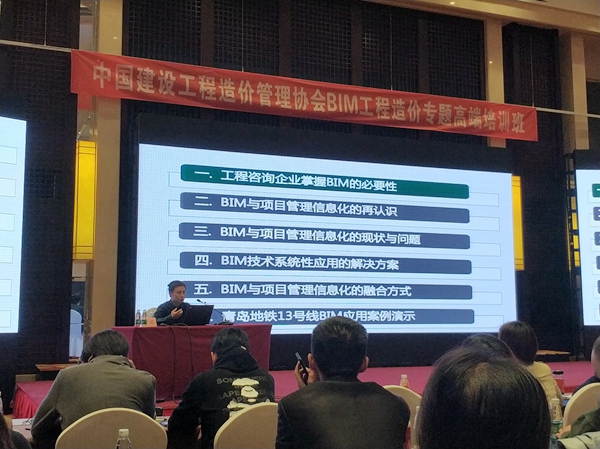 中国建设工程造价管理协会BIM工程造价专题高端培训班
一. 工程咨询企业掌握BIM的必要性
二. BIM与项目管理信息化的再认识
三. BIM与项目管理信息化的现状与问题
四. BIM技术系统性应用的解决方案
五. BIM与项目管理信息化的融合方式
青岛地铁13号线BIM应用案例演示